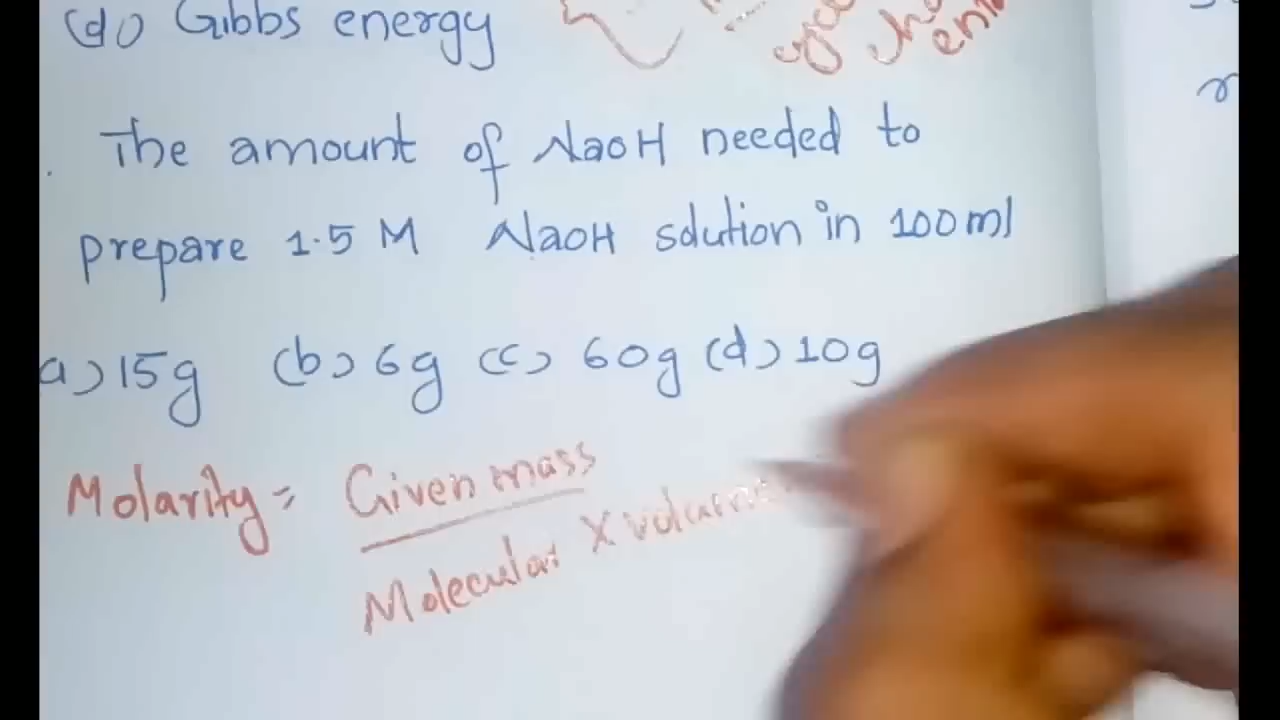 (d) Gibbs energy
The amount of NaOH needed to
prepare 1.5 M NaOH solution in 100ml
a) 15g (b) 6g (c) 60g (d) 10g
Molarity = Given mass
Molecular X volume